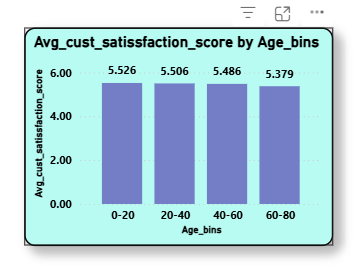 Avg_cust_satissfaction_score by Age_bins
Avg_cust_satissfaction_score
6.00
4.00
2.00
0.00
5.526 5.506 5.486 5.379
0-20 20-40 40-60 60-80
Age_bins